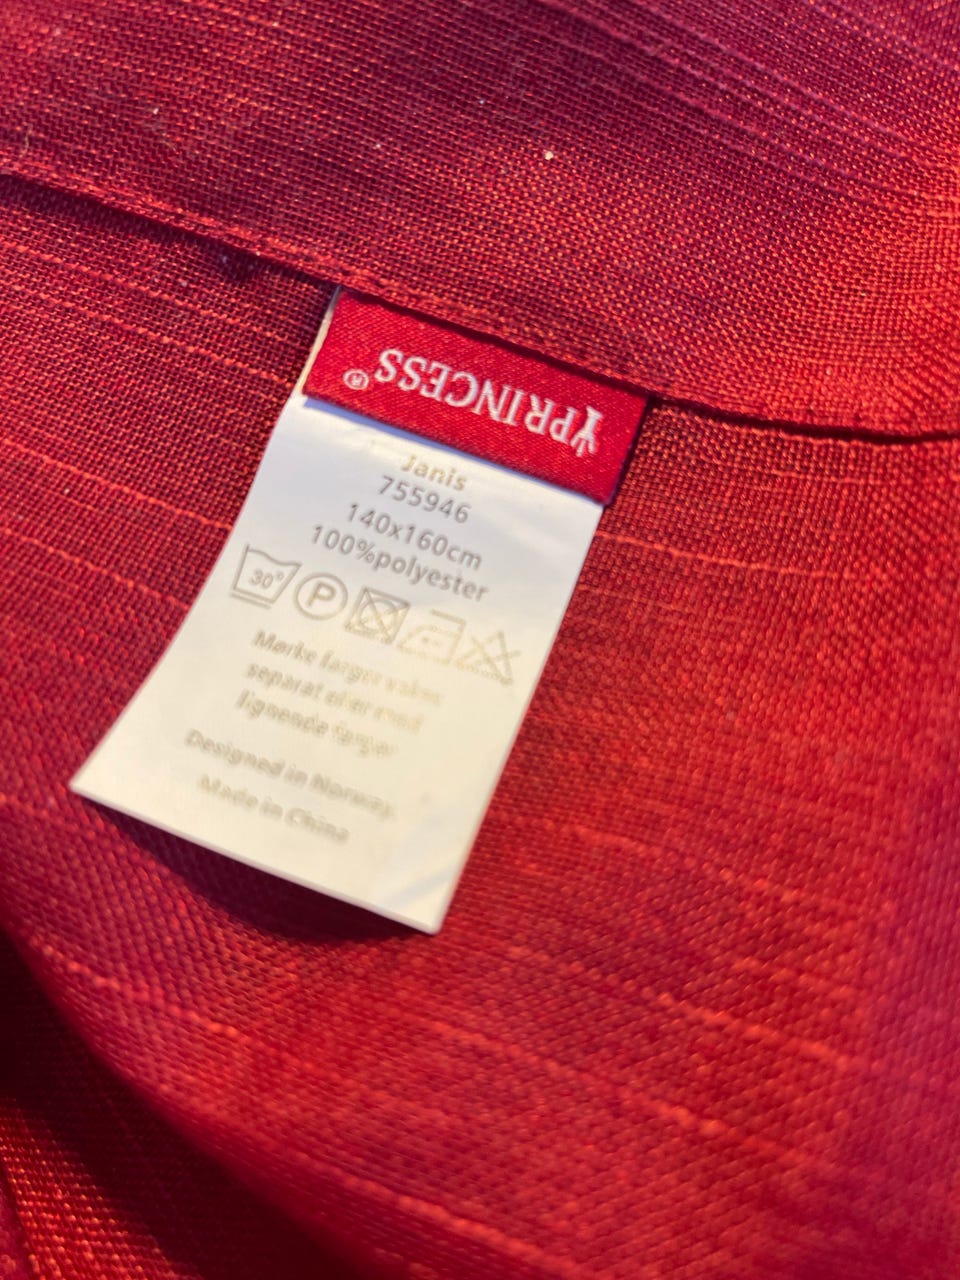 PRINCESS®
Janis
755946
140x160cm
100%polyester
30° P
Mørke farger vaskes
separat eller med
lignende farger
Designed in Norway.
Made in China